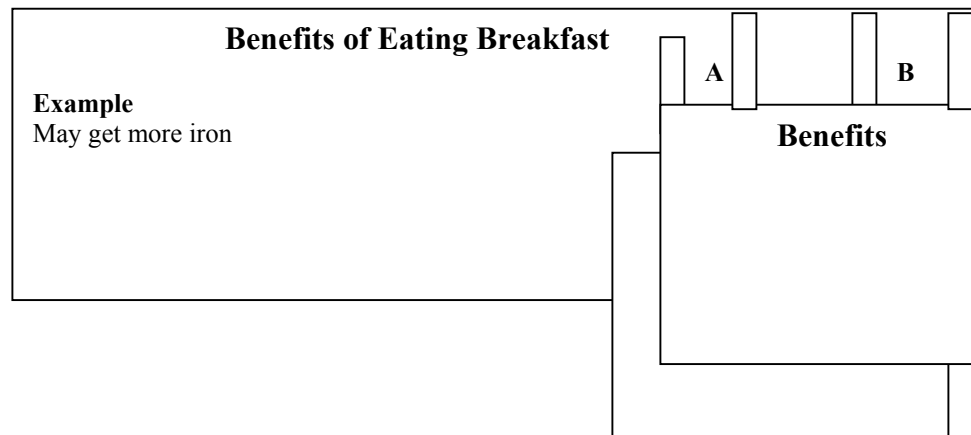 Benefits of Eating Breakfast
Example
May get more iron
A
B
Benefits